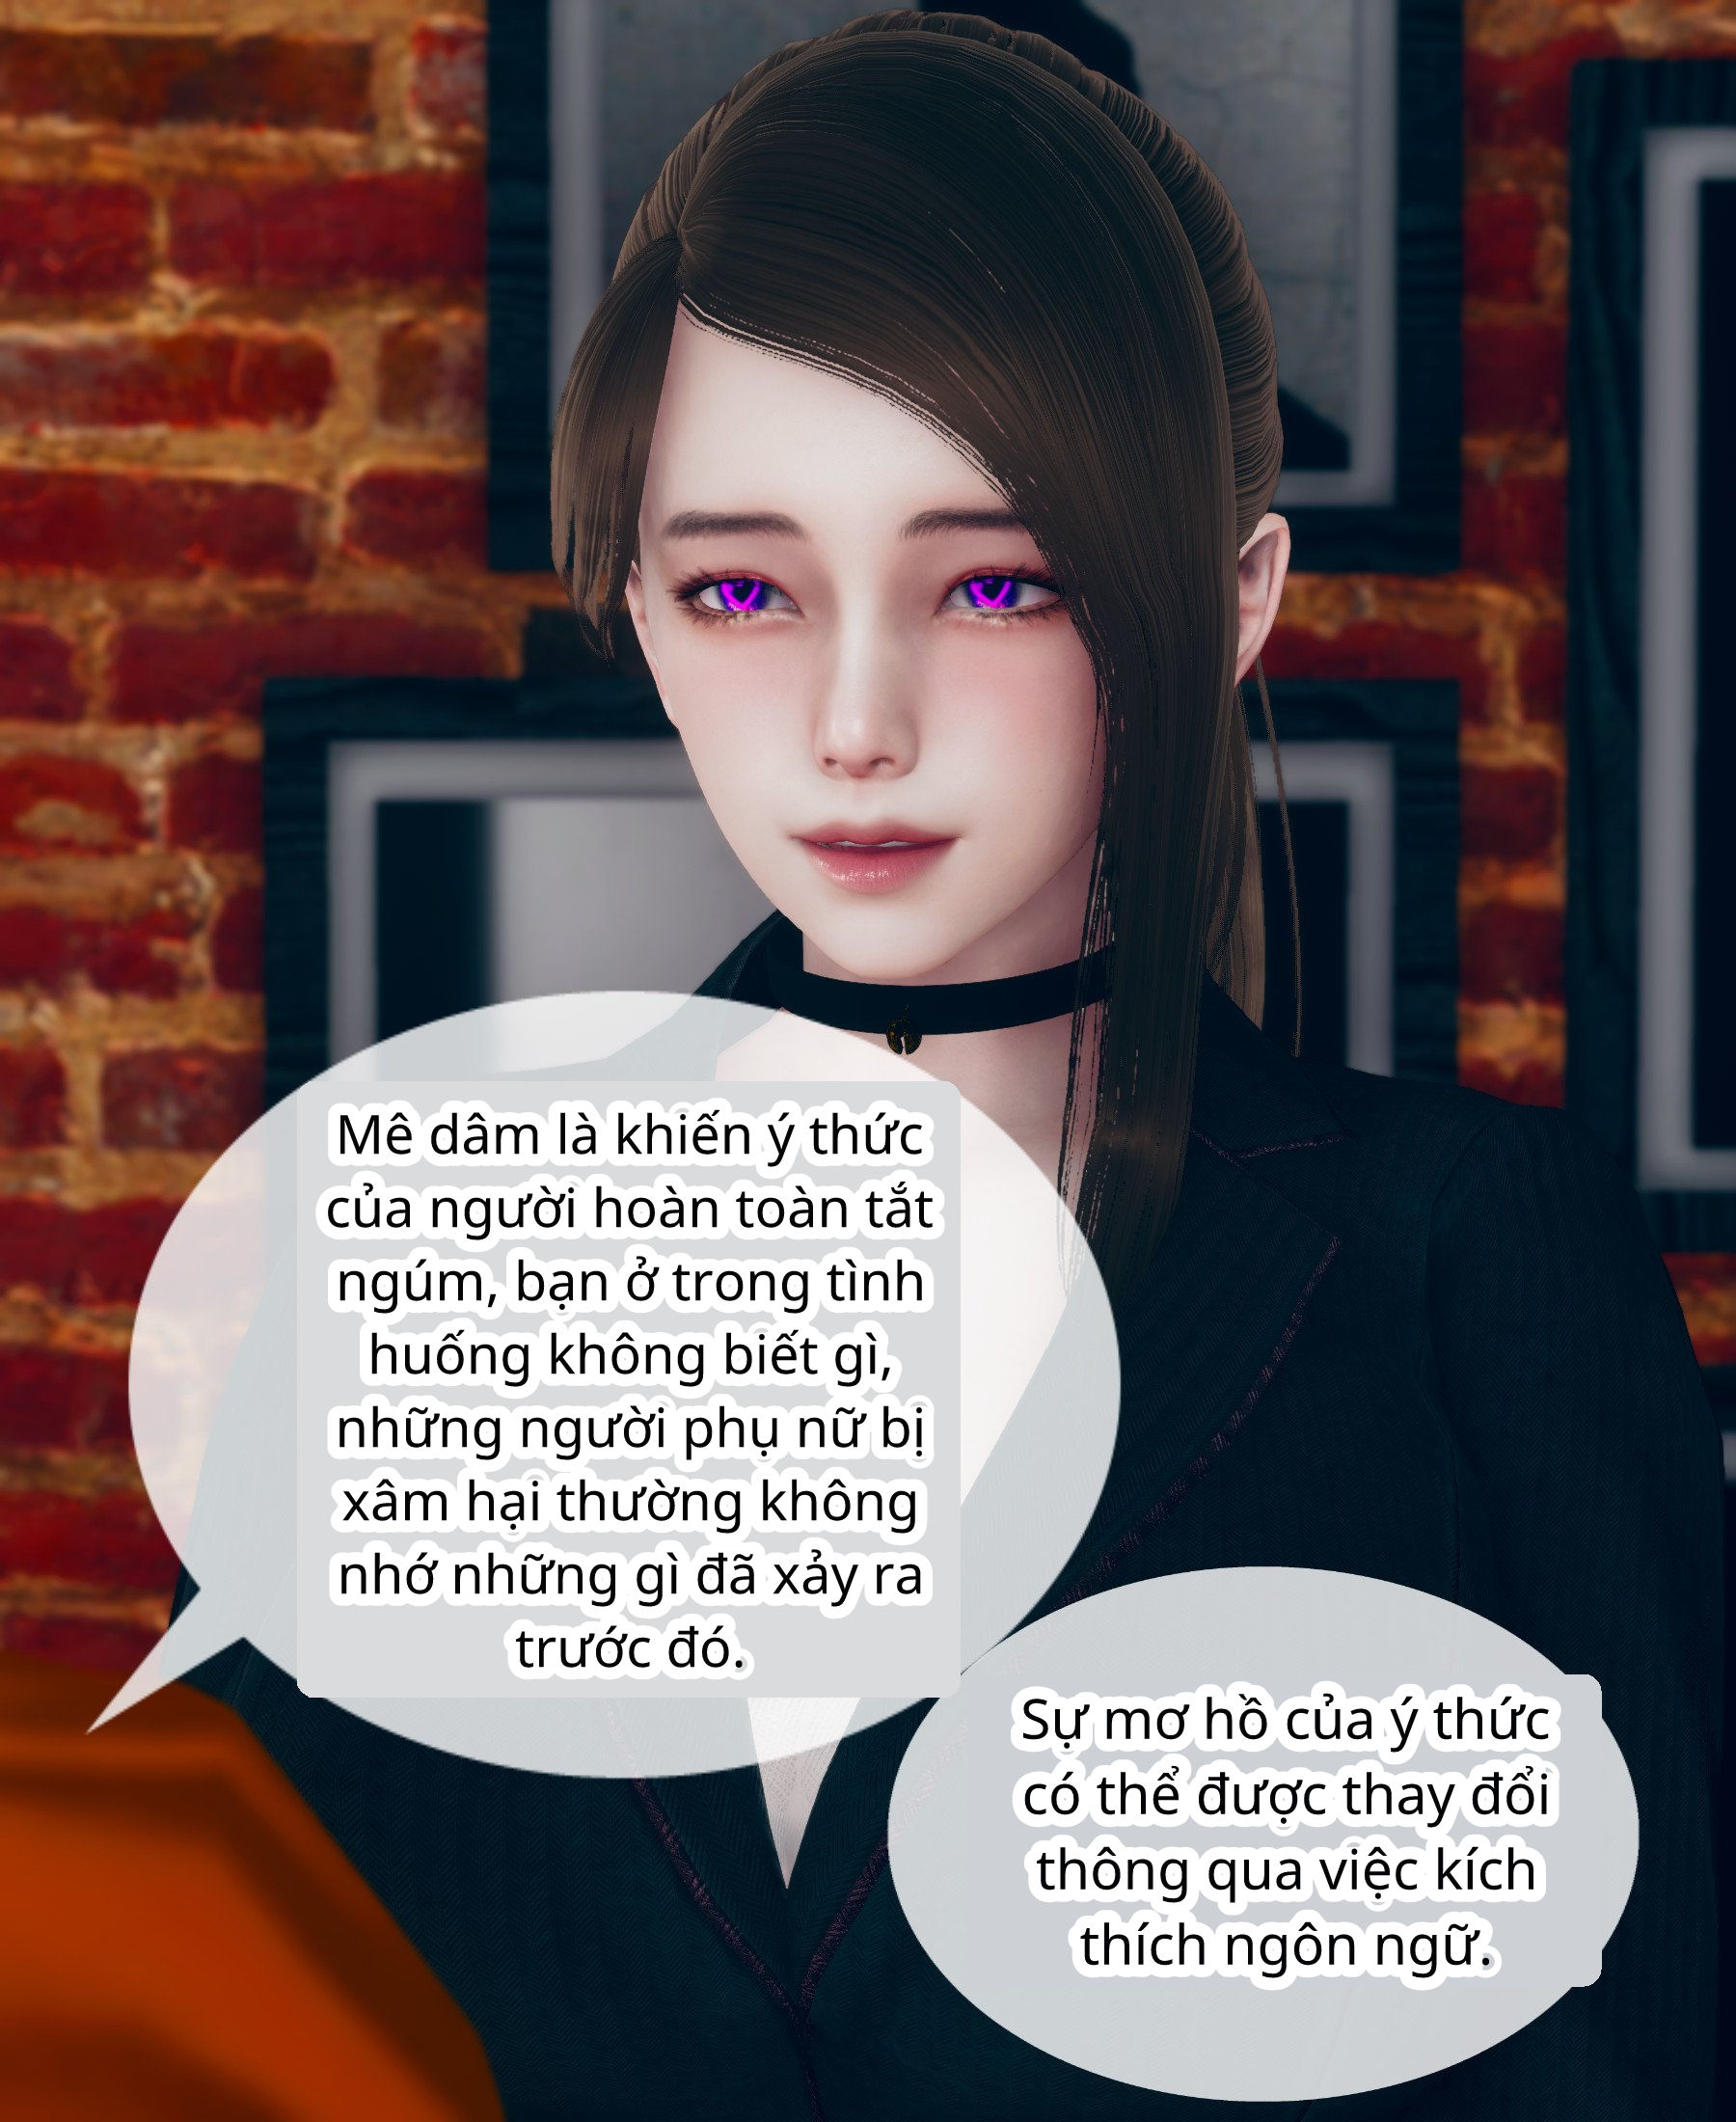 Mê dâm là khiến ý thức
của người hoàn toàn tắt
ngúm, bạn ở trong tình
huống không biết gì,
những người phụ nữ bị
xâm hại thường không
nhớ những gì đã xảy ra
trước đó.
Sự mơ hồ của ý thức
có thể được thay đổi
thông qua việc kích
thích ngôn ngữ.